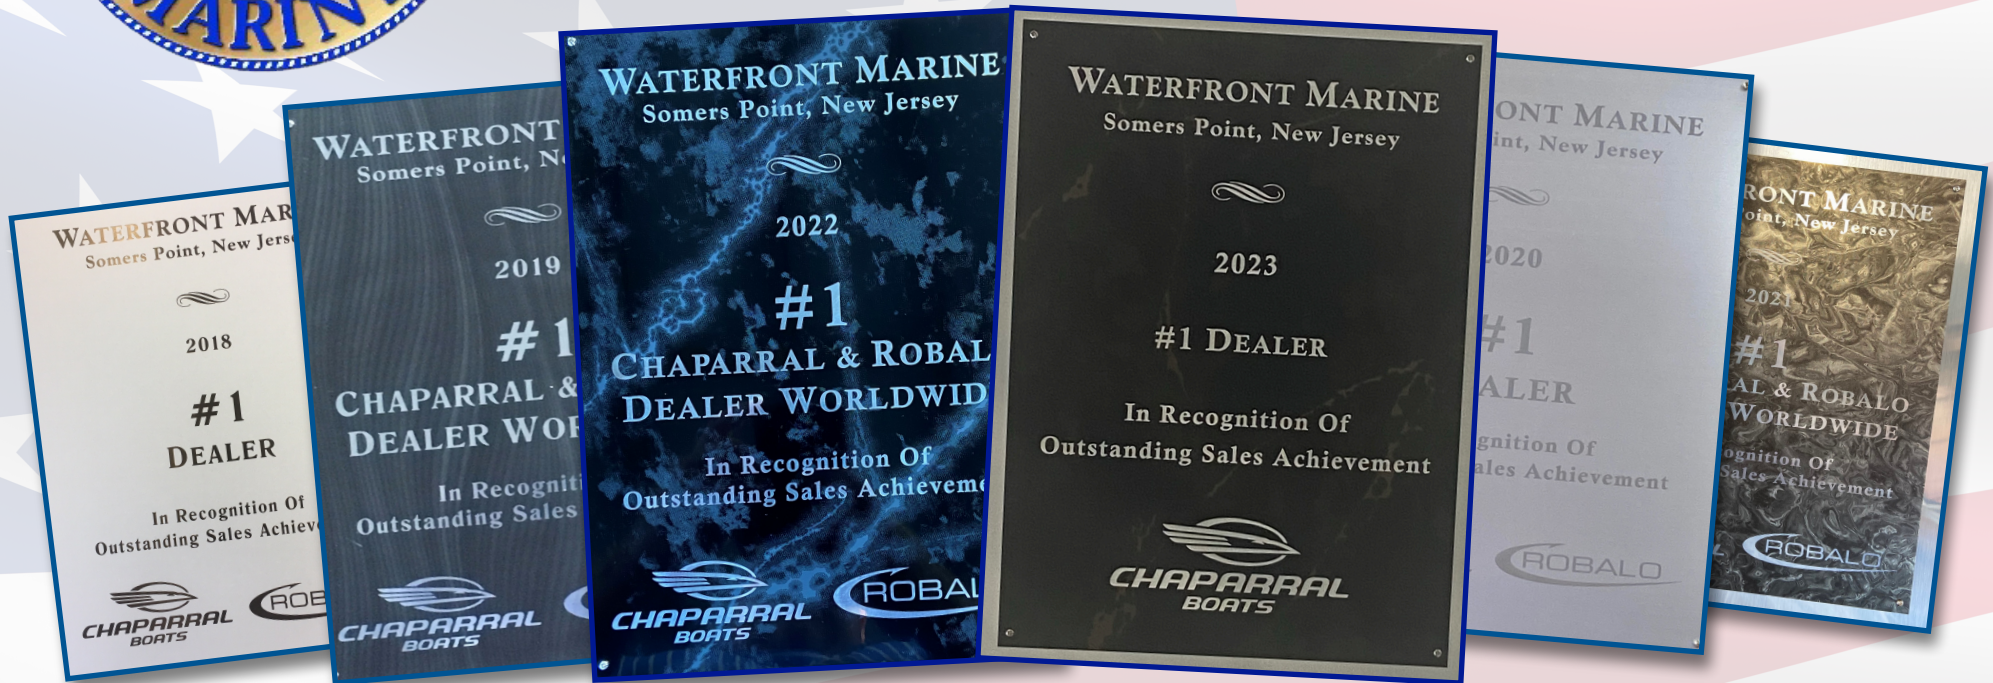 MARIN
WATERFRONT MAR
Somers Point, New Jerse
2018
#1
DEALER
In Recognition Of
Outstanding Sales Achiev
CHAPARRAL
BOATS
ROB
WATERFRONT
Somers Point, N
2019
#1
CHAPARRAL &
DEALER WOR
In Recogniti
Outstanding Sales
CHAPARRAL
BOATS
WATERFRONT MARINE
Somers Point, New Jersey
2022
#1
CHAPARRAL & ROBAL
DEALER WORLDWID
In Recognition Of
Outstanding Sales Achieveme
CHAPARRAL
BOATS
ROBAL
WATERFRONT MARINE
Somers Point, New Jersey
2023
#1 DEALER
In Recognition Of
Outstanding Sales Achievement
CHAPARRAL
BOATS
ONT MARINE
int, New Jersey
2020
#1
ALER
gnition Of
ales Achievement
ROBALO
RONT MARINE
oint, New Jersey
2021
#1
AL & ROBALO
WORLDWIDE
ognition Of
Sales Achievement
ROBALO